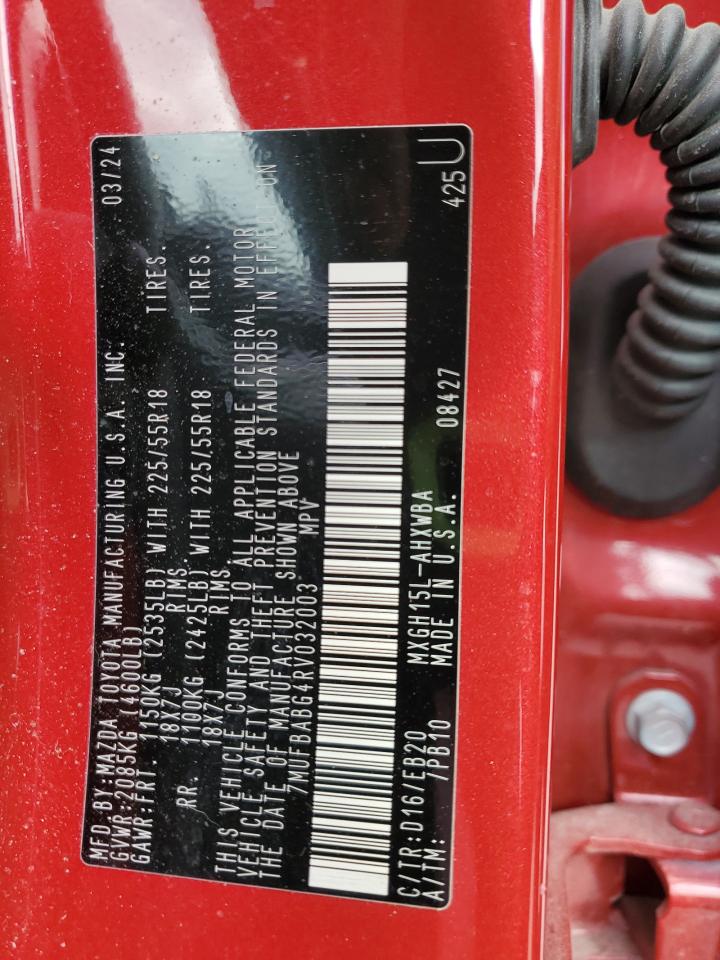 MFD.BY:MAZDA TOYOTA MANUFACTURING U.S.A. INC. 03/24
GVWR:2085KG (4600LB)
GAWR:FRT. 1150KG (2535LB) WITH 225/55R18 TIRES.
18X7J RIMS
RR. 1100KG (2425LB) WITH 225/55R18 TIRES.
18X7J RIMS
THIS VEHICLE CONFORMS TO ALL APPLICABLE FEDERAL MOTOR
VEHICLE SAFETY AND THEFT PREVENTION STANDARDS IN EFFECT ON
THE DATE OF MANUFACTURE SHOWN ABOVE
7MUFBABG4RV032003 MPV
C/TR:D16/EB20 MXGH15L-AHXWBA 425 U
A/TM: /PB10 MADE IN U.S.A. 08427